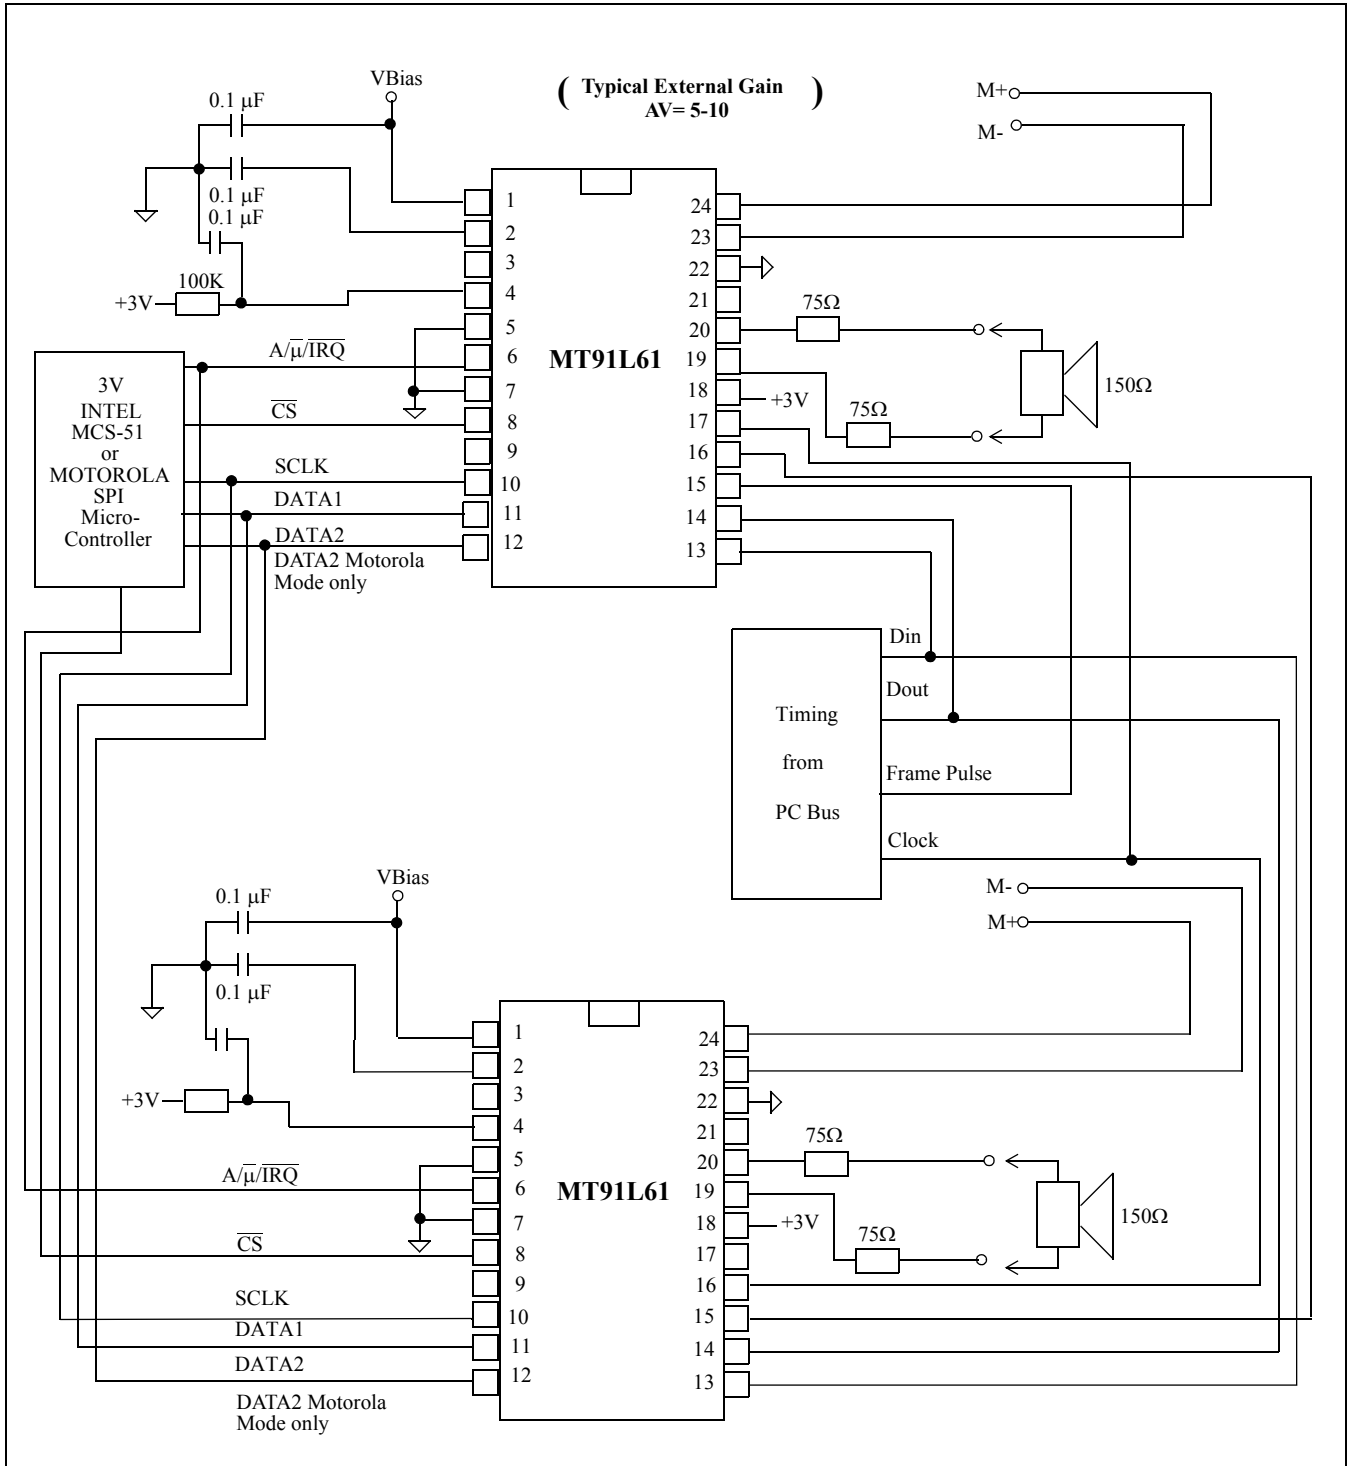 VBias
0.1 μF
( Typical External Gain )
AV= 5-10
M+
M-
0.1 μF
0.1 μF
100K
+3V
1
2
3
4
5
6
7
8
9
10
11
12
MT91L61
24
23
22
21
20
19
18
17
16
15
14
13
75Ω
75Ω
150Ω
+3V
3V
INTEL
MCS-51
or
MOTOROLA
SPI
Micro-
Controller
A/μ̅/I̅R̅Q̅
C̅S̅
SCLK
DATA1
DATA2
DATA2 Motorola
Mode only
Timing
from
PC Bus
Din
Dout
Frame Pulse
Clock
M-
M+
VBias
0.1 μF
0.1 μF
+3V
1
2
3
4
5
6
7
8
9
10
11
12
MT91L61
24
23
22
21
20
19
18
17
16
15
14
13
75Ω
75Ω
150Ω
+3V
A/μ̅/I̅R̅Q̅
C̅S̅
SCLK
DATA1
DATA2
DATA2 Motorola
Mode only